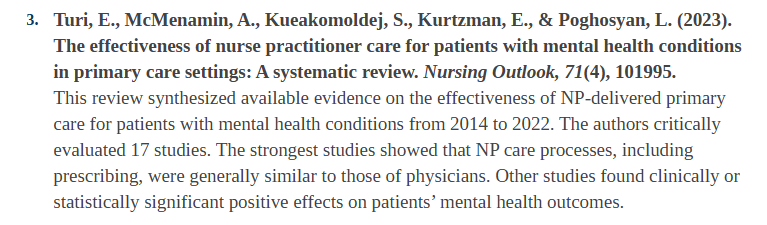 3. Turi, E., McMenamin, A., Kueakomoldej, S., Kurtzman, E., & Poghosyan, L. (2023).
The effectiveness of nurse practitioner care for patients with mental health conditions
in primary care settings: A systematic review. Nursing Outlook, 71(4), 101995.
This review synthesized available evidence on the effectiveness of NP-delivered primary
care for patients with mental health conditions from 2014 to 2022. The authors critically
evaluated 17 studies. The strongest studies showed that NP care processes, including
prescribing, were generally similar to those of physicians. Other studies found clinically or
statistically significant positive effects on patients’ mental health outcomes.